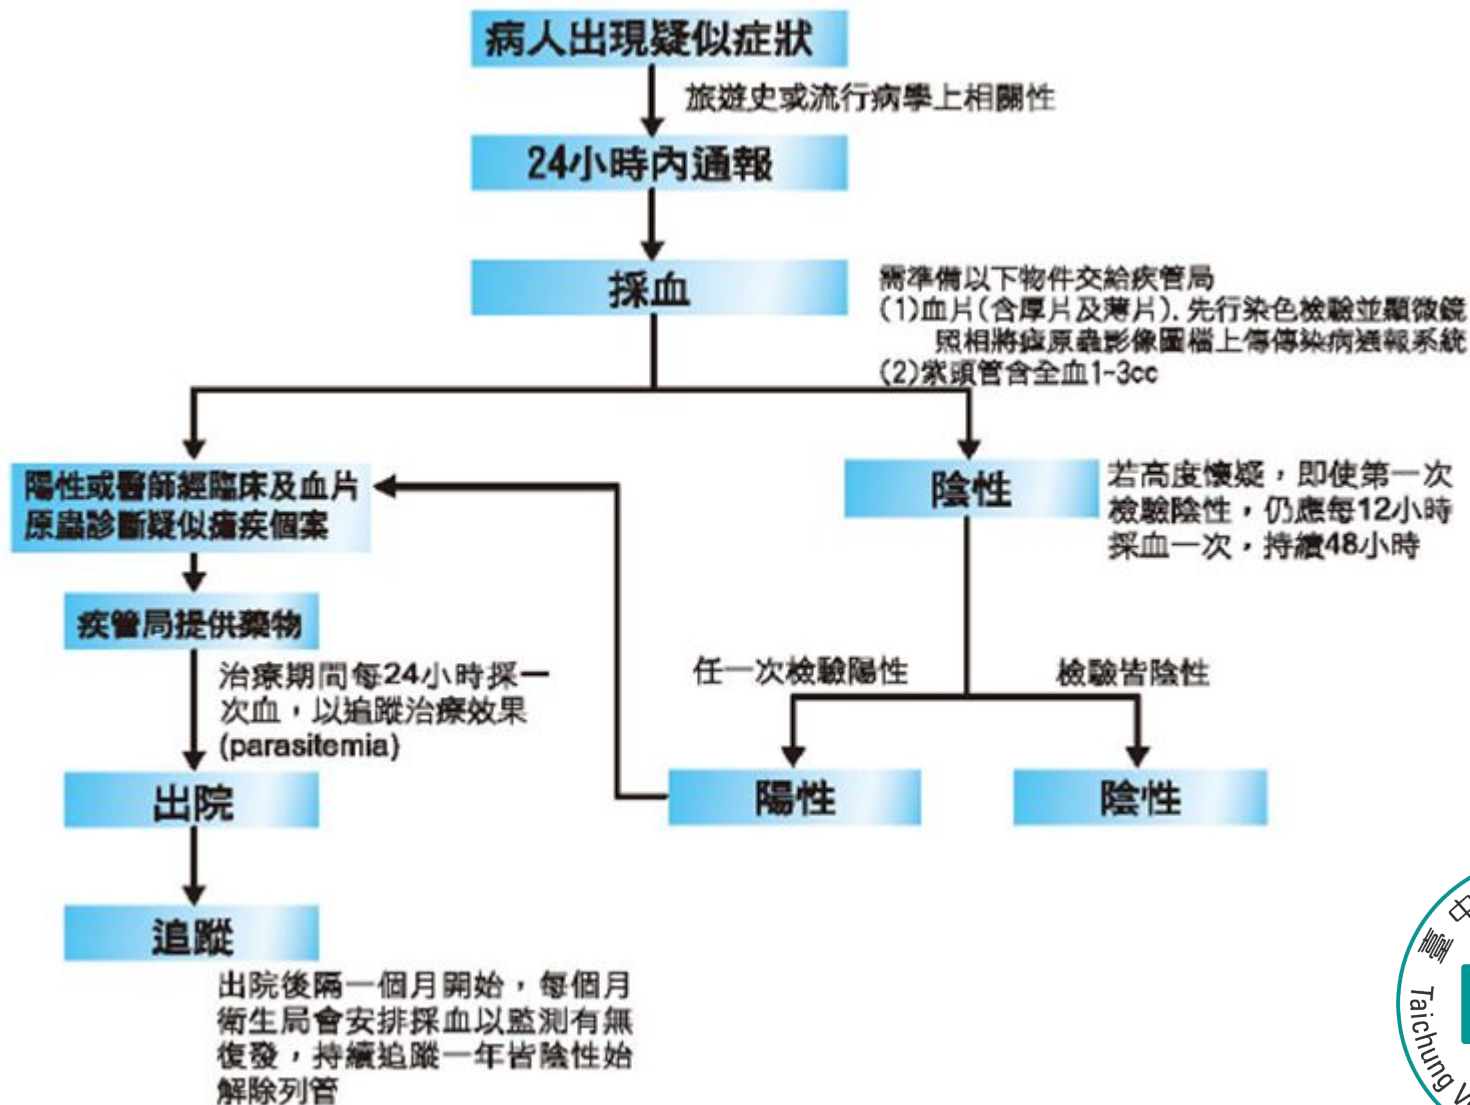 病人出現疑似症狀
旅遊史或流行病學上相關性
24小時內通報
採血
需準備以下物件交給疾管局
(1)血片(含厚片及薄片),先行染色檢驗並顯微鏡
照相將瘧原蟲影像圖檔上傳傳染病通報系統
(2)紫頭管含全血1-3cc
陽性或醫師經臨床及血片
原蟲診斷疑似瘧疾個案
陰性
若高度懷疑，即使第一次
檢驗陰性，仍應每12小時
採血一次，持續48小時
疾管局提供藥物
治療期間每24小時採一
次血，以追蹤治療效果
(parasitemia)
任一次檢驗陽性
檢驗皆陰性
出院
陽性
陰性
追蹤
出院後隔一個月開始，每個月
衛生局會安排採血以監測有無
復發，持續追蹤一年皆陰性始
解除列管
臺中
Taichung V